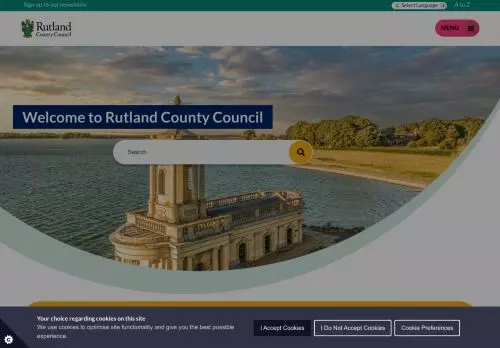 Sign up to our newsletter
Select Language
A to Z
Rutland
County Council
MENU
Welcome to Rutland County Council
Search
Your choice regarding cookies on this site
We use cookies to optimise site functionality and give you the best possible
experience.
I Accept Cookies
I Do Not Accept Cookies
Cookie Preferences